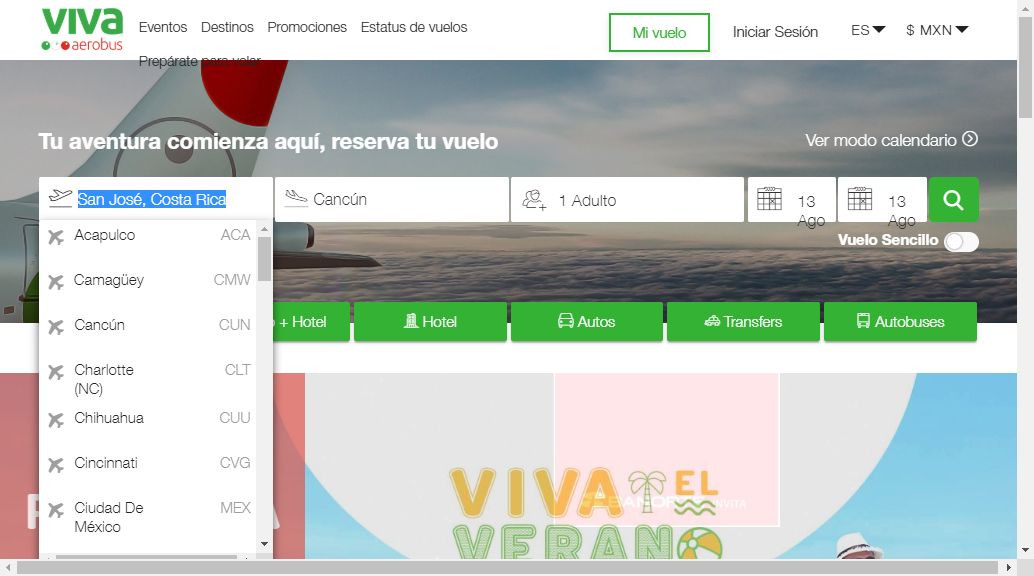 viva
aerobus
Eventos Destinos Promociones Estatus de vuelos
Prepárate para volar
Mi vuelo
Iniciar Sesión
ES
$ MXN
Tu aventura comienza aquí, reserva tu vuelo
Ver modo calendario
San José, Costa Rica
Cancún
1 Adulto
13
Ago
13
Ago
Vuelo Sencillo
Acapulco ACA
Camagüey CMW
Cancún CUN
Charlotte CLT
(NC)
Chihuahua CUU
Cincinnati CVG
Ciudad De MEX
México
+ Hotel
Hotel
Autos
Transfers
Autobuses
VIVA EL
VERANO